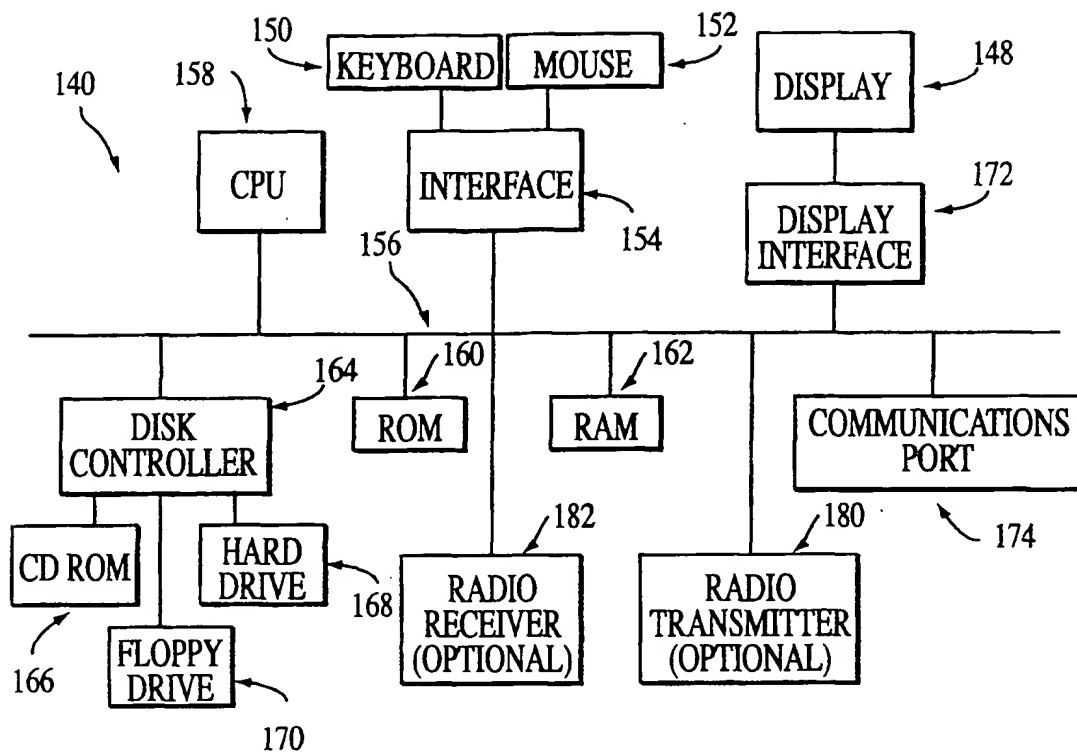 150
KEYBOARD
MOUSE
152
158
140
CPU
INTERFACE
154
DISPLAY
148
172
DISPLAY
INTERFACE
156
164
DISK
CONTROLLER
160
ROM
162
RAM
COMMUNICATIONS
PORT
174
CD ROM
166
HARD
DRIVE
168
FLOPPY
DRIVE
170
182
RADIO
RECEIVER
(OPTIONAL)
180
RADIO
TRANSMITTER
(OPTIONAL)